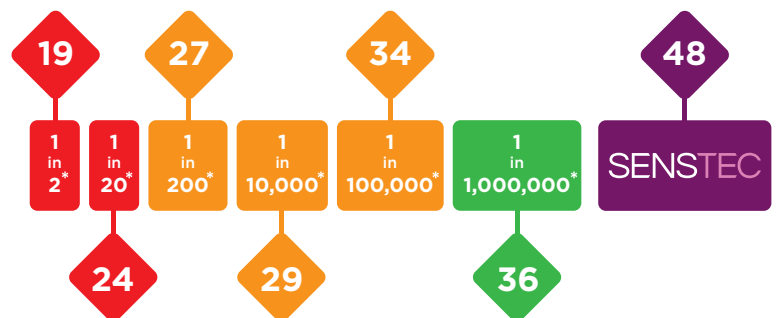 19
27
34
48
1
in
2*
1
in
20*
1
in
200*
1
in
10,000*
1
in
100,000*
1
in
1,000,000*
SENSTEC
24
29
36